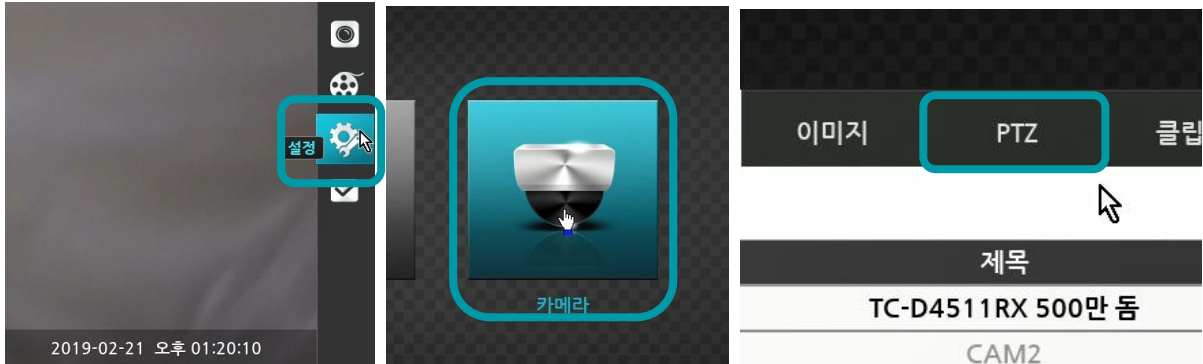 설정
2019-02-21 오후 01:20:10
카메라
이미지
PTZ
클립
제목
TC-D4511RX 500만 돔
CAM2